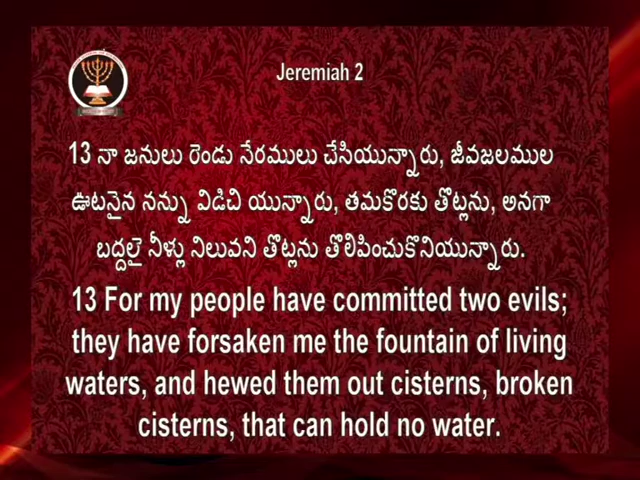 Jeremiah 2
13 నా జనులు రెండు నేరములు చేసియున్నారు, జీవజలముల
ఊటనైన నన్ను విడిచి యున్నారు, తమకొరకు తొట్లను, అనగా
బద్దలై నీళ్లు నిలువని తొట్లను తొలిపించుకొనియున్నారు.
13 For my people have committed two evils;
they have forsaken me the fountain of living
waters, and hewed them out cisterns, broken
cisterns, that can hold no water.